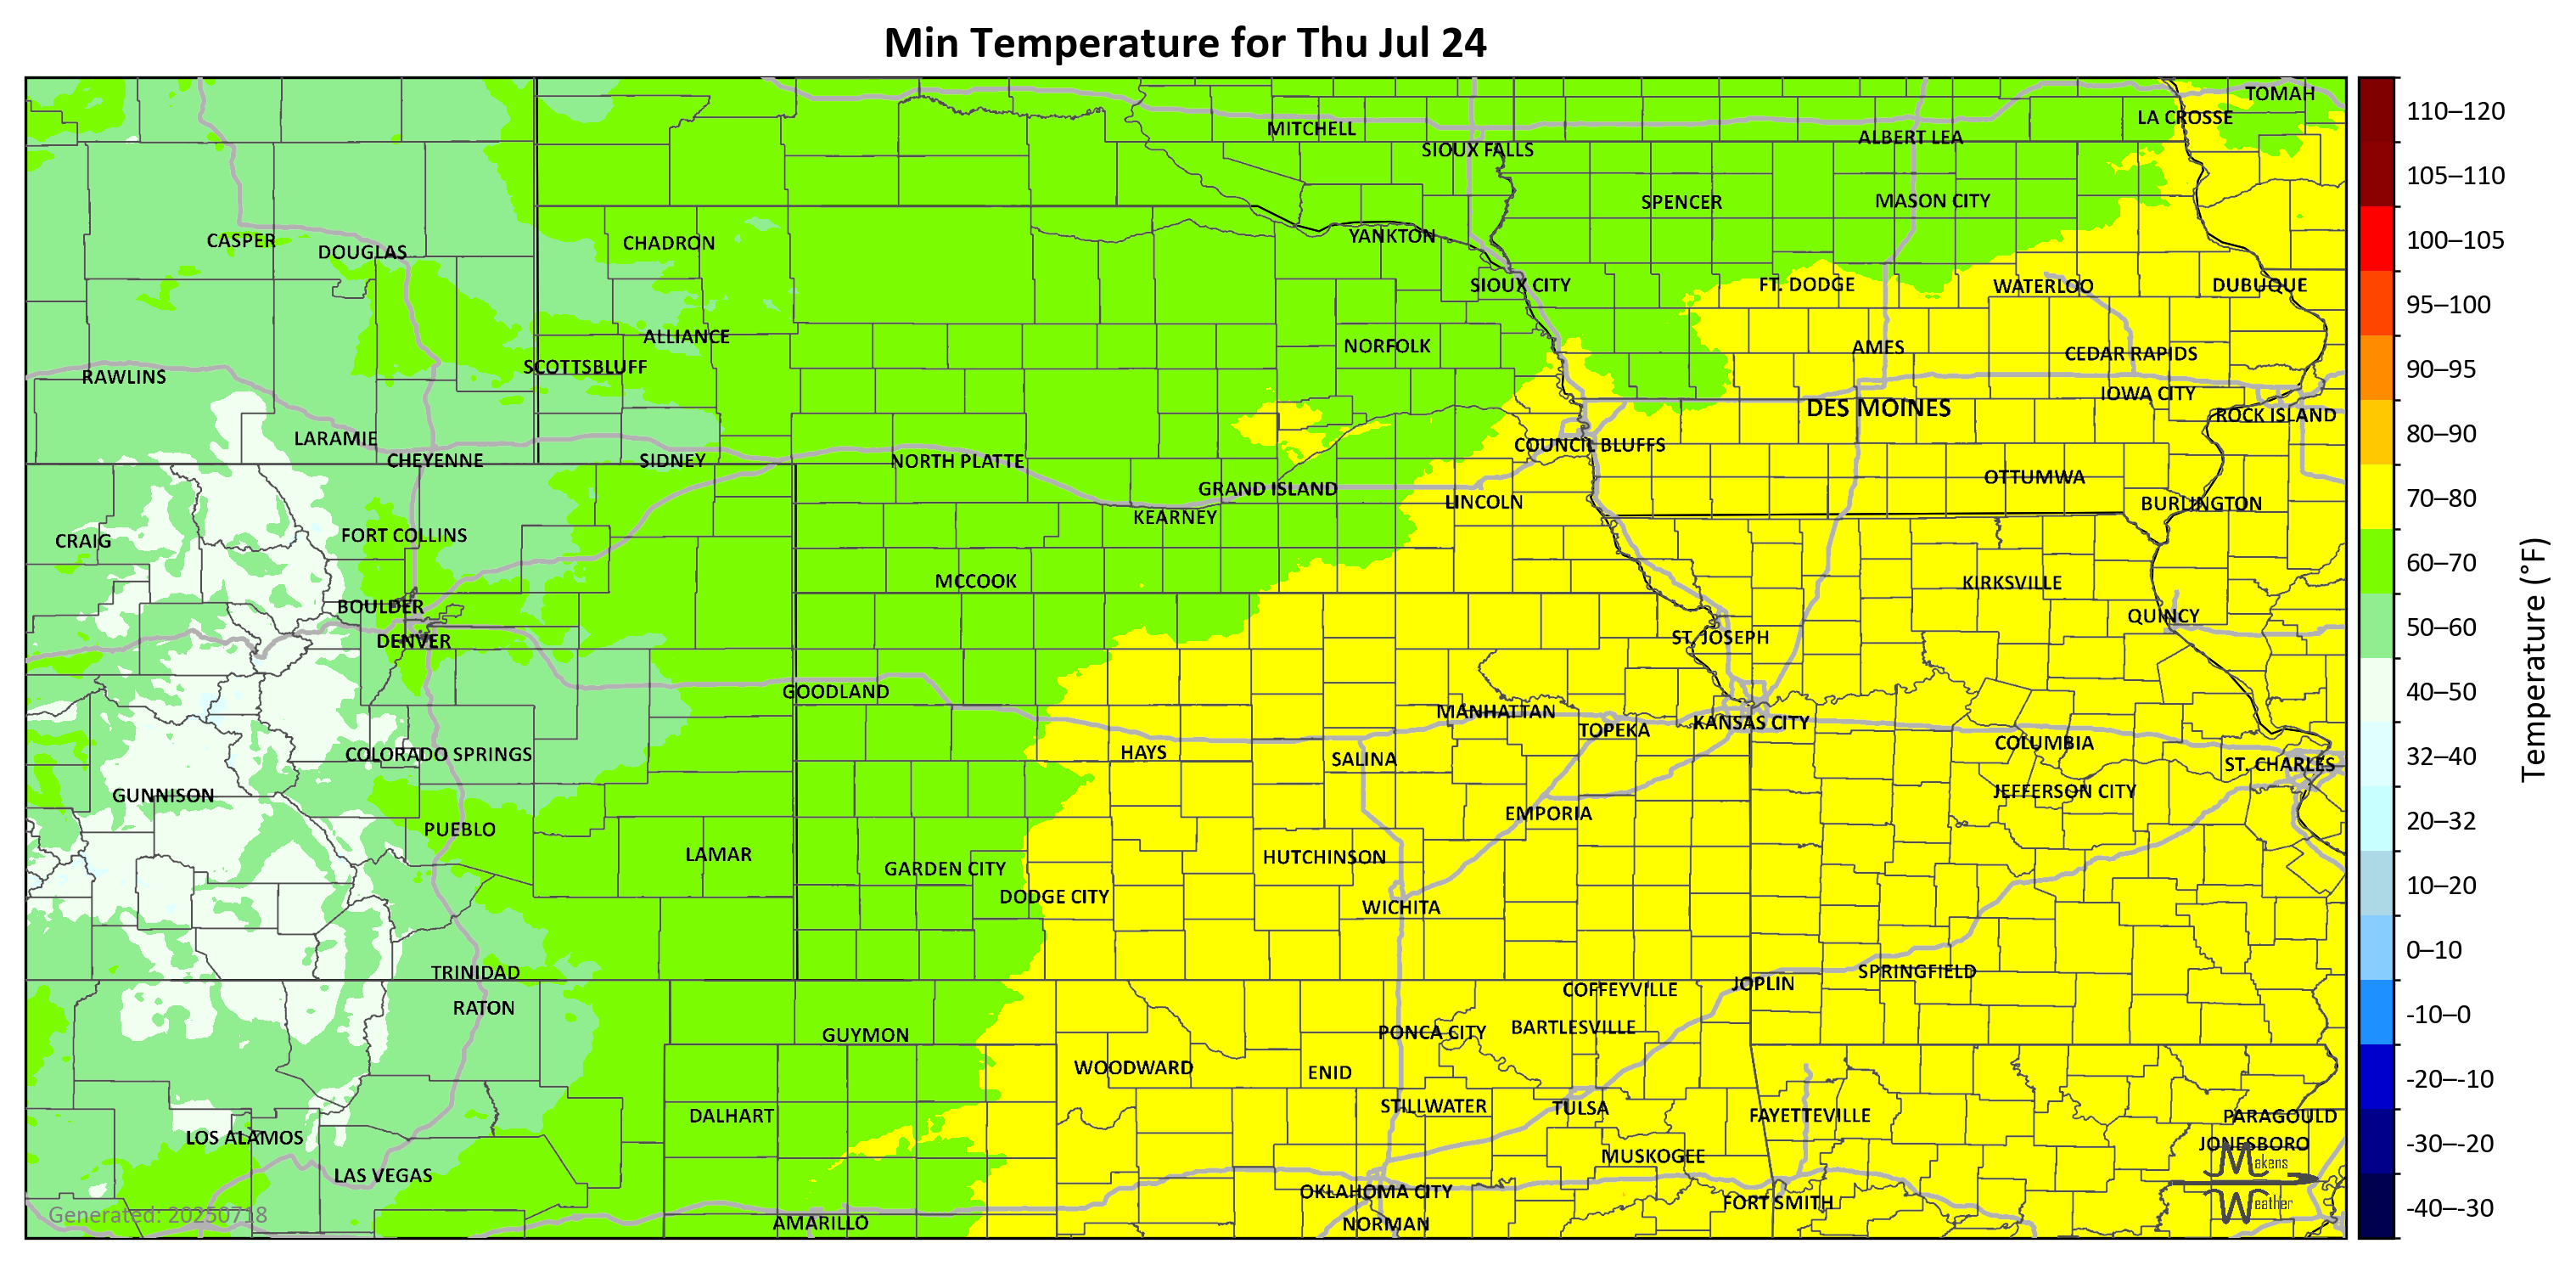 Min Temperature for Thu Jul 24
TOMAH
LA CROSSE
MITCHELL
ALBERT LEA
SIOUX FALLS
SPENCER
MASON CITY
YANKTON
CASPER
CHADRON
DOUGLAS
SIOUX CITY
FT. DODGE
WATERLOO
DUBUQUE
ALLIANCE
NORFOLK
AMES
CEDAR RAPIDS
SCOTTSBLUFF
RAWLINS
IOWA CITY
DES MOINES
ROCK ISLAND
LARAMIE
COUNCIL BLUFFS
CHEYENNE
SIDNEY
NORTH PLATTE
OTTUMWA
GRAND ISLAND
LINCOLN
BURLINGTON
KEARNEY
FORT COLLINS
CRAIG
MCCOOK
KIRKSVILLE
BOULDER
QUINCY
DENVER
ST. JOSEPH
GOODLAND
MANHATTAN
KANSAS CITY
TOPEKA
COLUMBIA
COLORADO SPRINGS
HAYS
SALINA
ST. CHARLES
GUNNISON
JEFFERSON CITY
EMPORIA
PUEBLO
LAMAR
HUTCHINSON
GARDEN CITY
DODGE CITY
WICHITA
TRINIDAD
SPRINGFIELD
JOPLIN
COFFEYVILLE
RATON
BARTLESVILLE
PONCA CITY
GUYMON
WOODWARD
ENID
STILLWATER
TULSA
DALHART
FAYETTEVILLE
PARAGOULD
LOS ALAMOS
JONESBORO
MUSKOGEE
LAS VEGAS
OKLAHOMA CITY
FORT SMITH
AMARILLO
NORMAN
Generated: 20250718
Makens
Weather
110−120
105−110
100−105
95−100
90−95
80−90
70−80
60−70
50−60
40−50
32−40
20−32
10−20
0−10
-10−0
-20−-10
-30−-20
-40−-30
Temperature (°F)